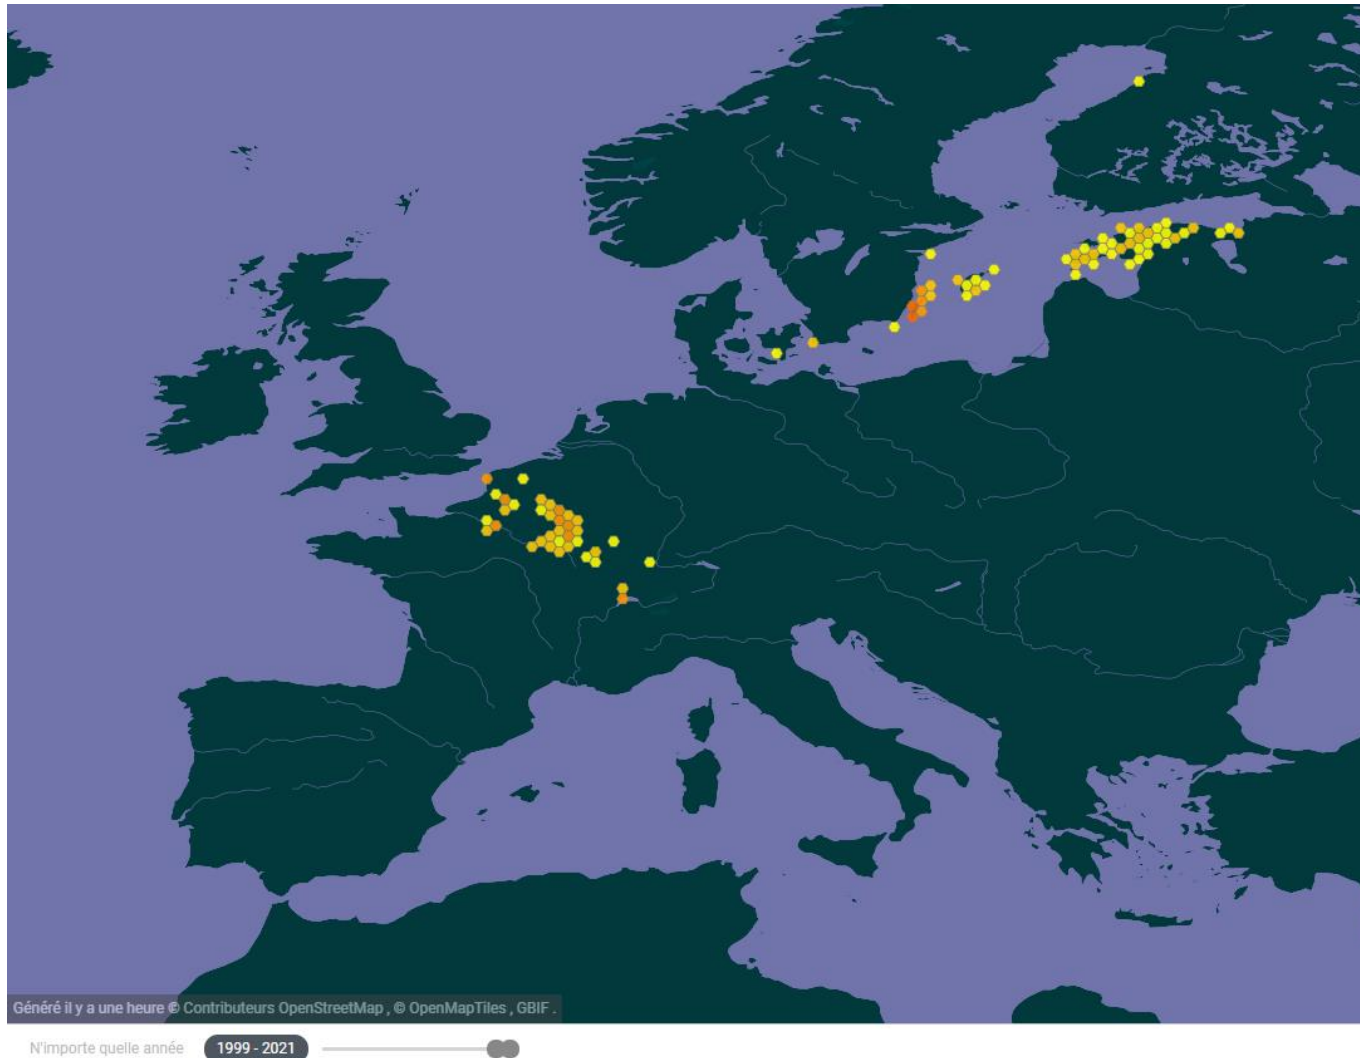 Généré il y a une heure © Contributeurs OpenStreetMap , © OpenMapTiles , GBIF .
N'importe quelle année 1999 - 2021